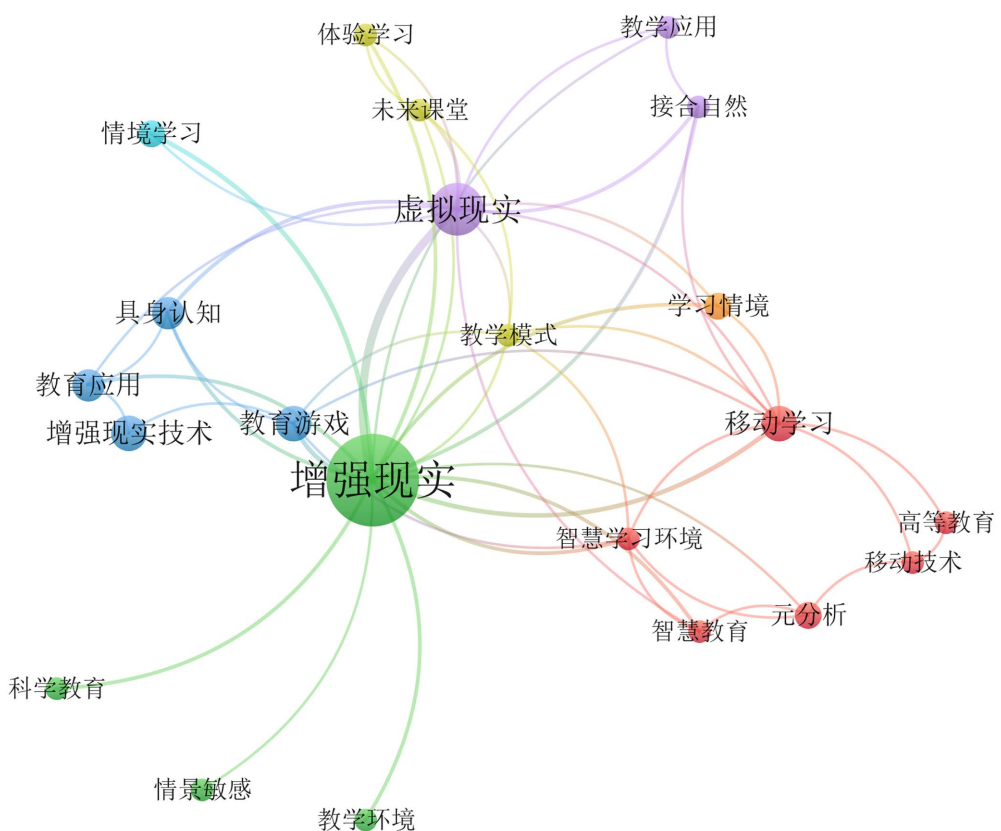 体验学习
教学应用
未来课堂
接合自然
情境学习
虚拟现实
学习情境
具身认知
教学模式
教育应用
教育游戏
移动学习
增强现实技术
增强现实
高等教育
智慧学习环境
移动技术
元分析
智慧教育
科学教育
情景敏感
教学环境